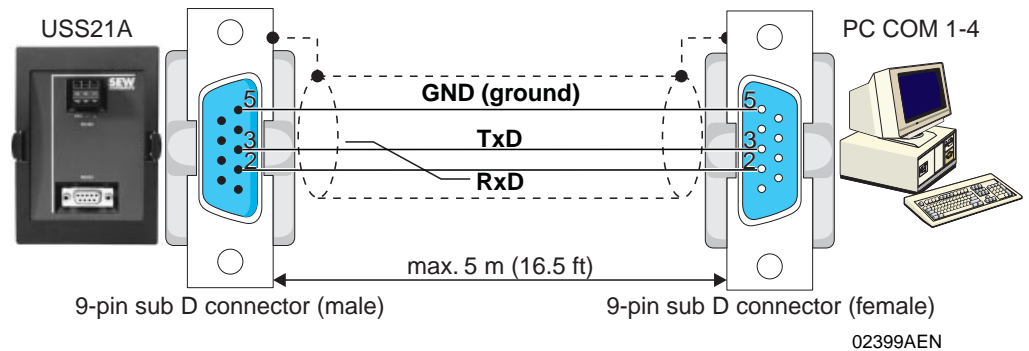 USS21A
PC COM 1-4
SEW
GND (ground)
5
5
TxD
3
3
2
2
RxD
max. 5 m (16.5 ft)
9-pin sub D connector (male)
9-pin sub D connector (female)
02399AEN